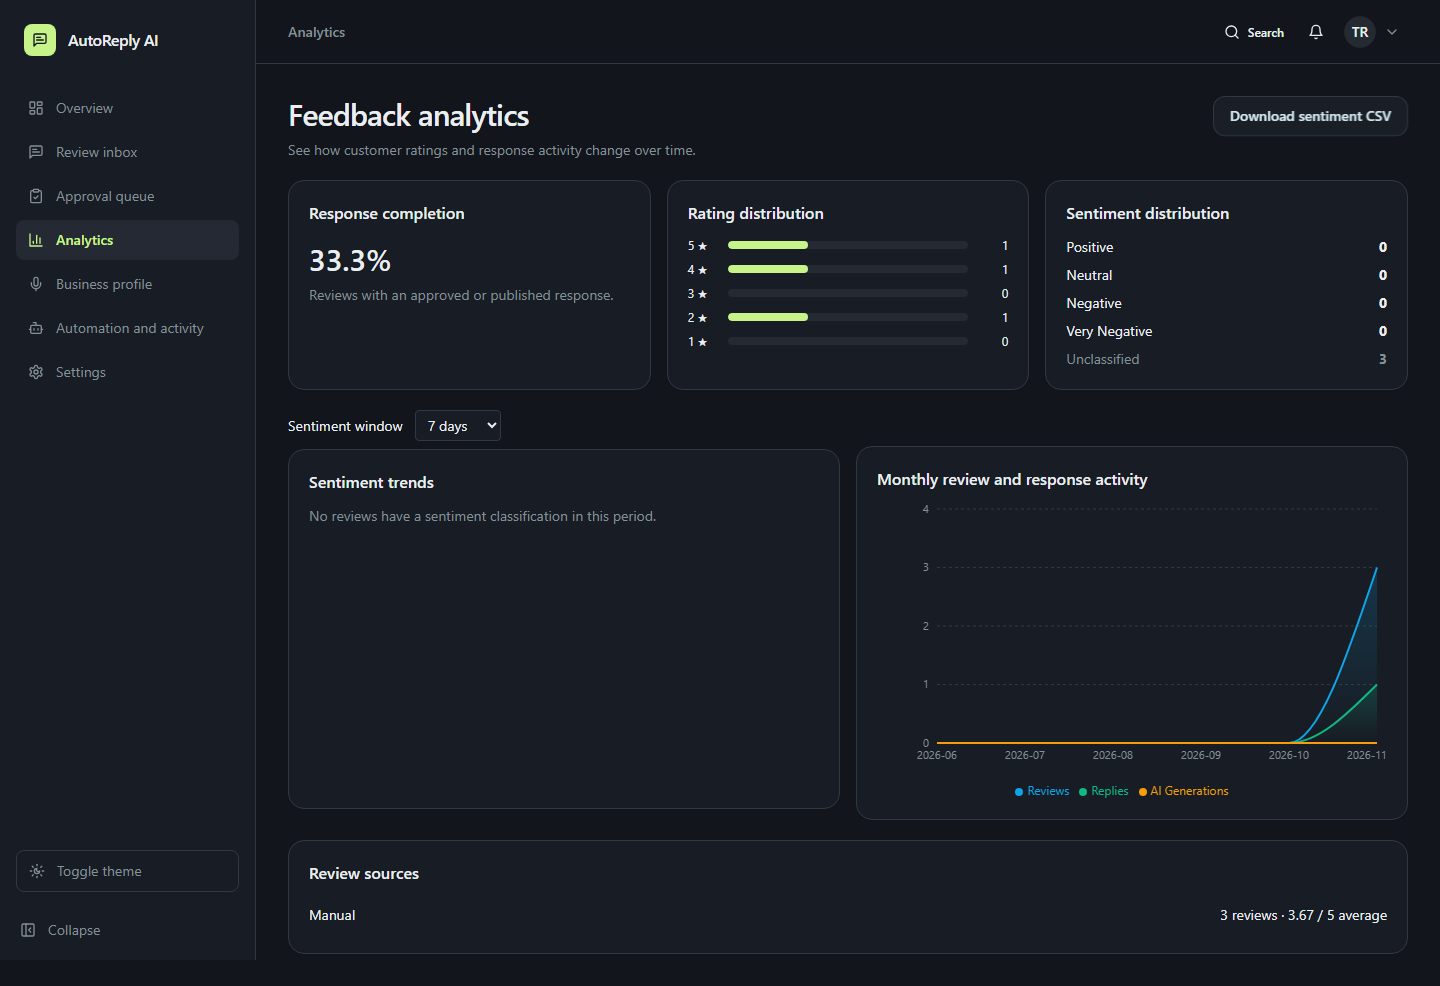 AutoReply AI
Overview
Review inbox
Approval queue
Analytics
Business profile
Automation and activity
Settings
Toggle theme
Collapse
Analytics
Search
TR
Feedback analytics
See how customer ratings and response activity change over time.
Download sentiment CSV
Response completion
33.3%
Reviews with an approved or published response.
Rating distribution
5 ★ 1
4 ★ 1
3 ★ 0
2 ★ 1
1 ★ 0
Sentiment distribution
Positive 0
Neutral 0
Negative 0
Very Negative 0
Unclassified 3
Sentiment window 7 days
Sentiment trends
No reviews have a sentiment classification in this period.
Monthly review and response activity
4
3
2
1
0
2026-06 2026-07 2026-08 2026-09 2026-10 2026-11
Reviews Replies AI Generations
Review sources
Manual 3 reviews · 3.67 / 5 average